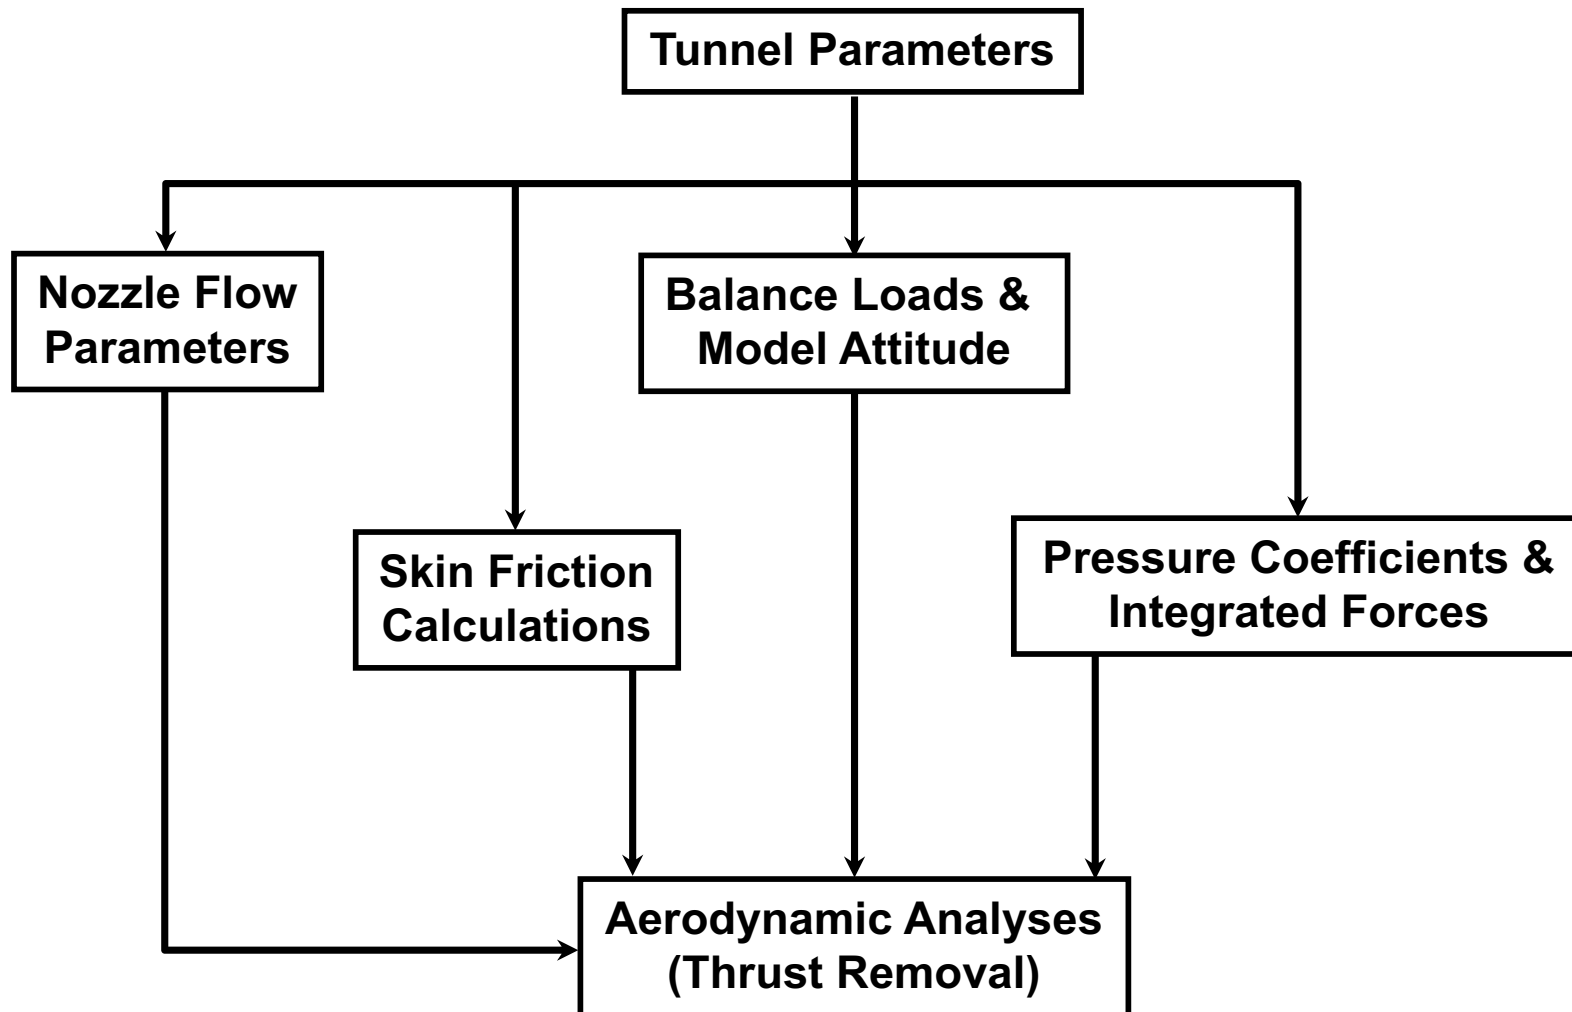 Tunnel Parameters
Nozzle Flow
Parameters
Balance Loads &
Model Attitude
Skin Friction
Calculations
Pressure Coefficients &
Integrated Forces
Aerodynamic Analyses
(Thrust Removal)